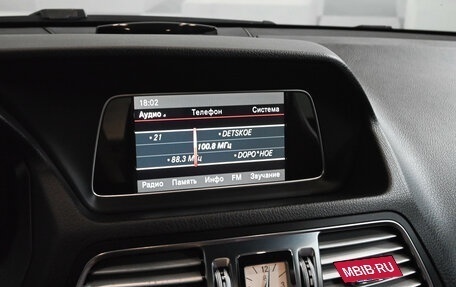 18:02
Аудио Телефон Система
21 DETSKOE
100.8 МГц
88.3 МГц DOPO*HOE
Радио Память Инфо FM Звучание
12
MBIB.RU